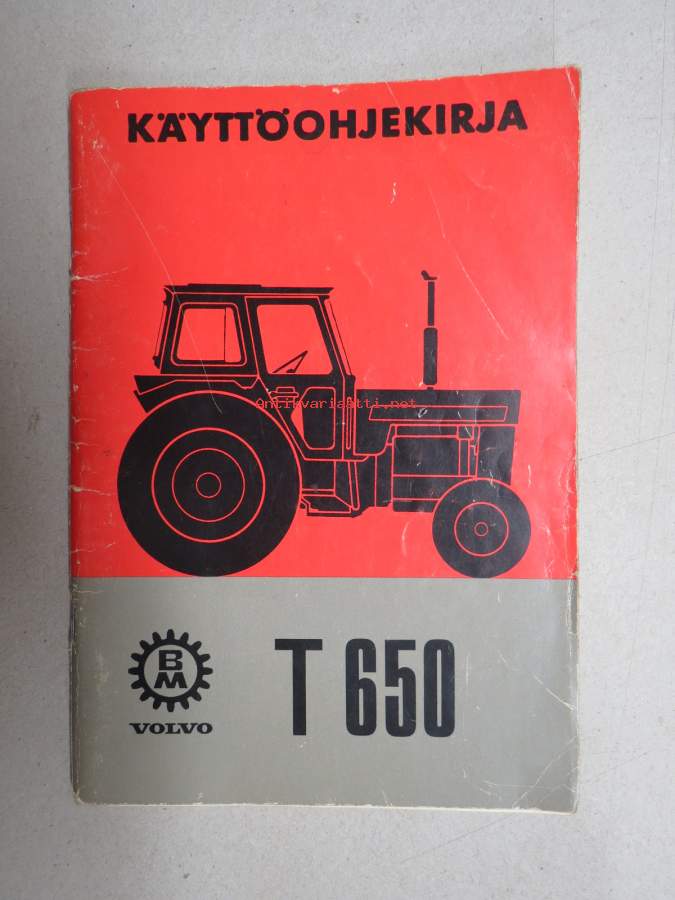 KÄYTTÖOHJEKIRJA
Antikvariaatti.net
BM
VOLVO
T 650